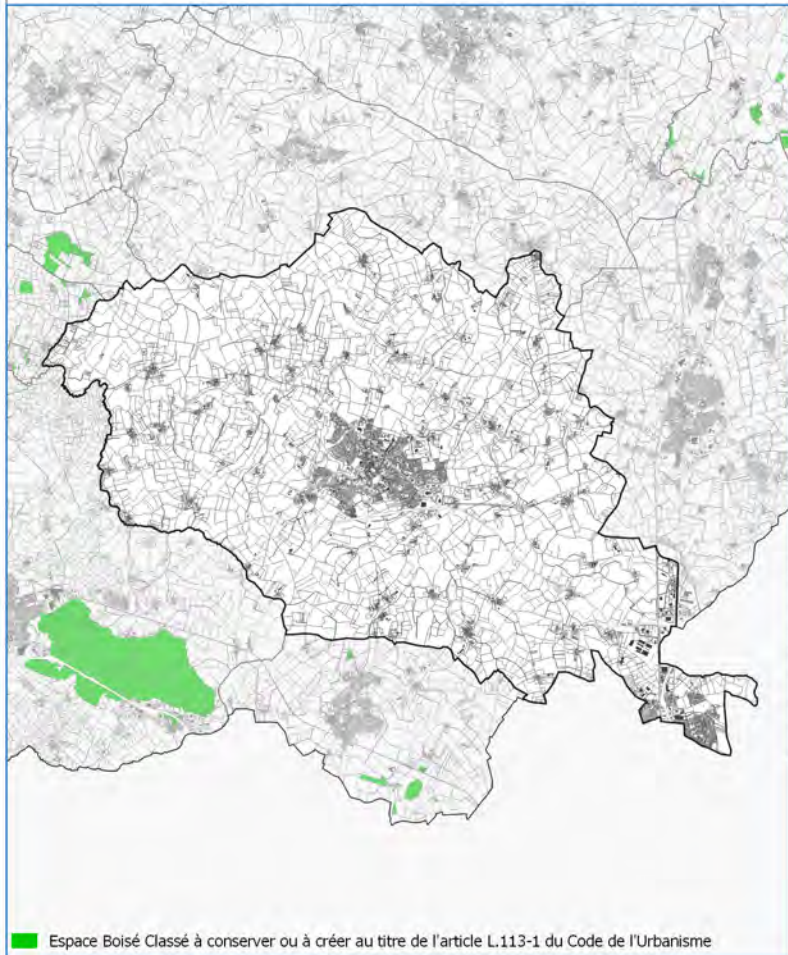 Espace Boisé Classé à conserver ou à créer au titre de l'article L.113-1 du Code de l'Urbanisme